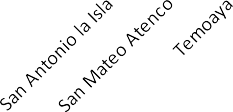 San Antonio la Isla
San Mateo Atenco
Temoaya